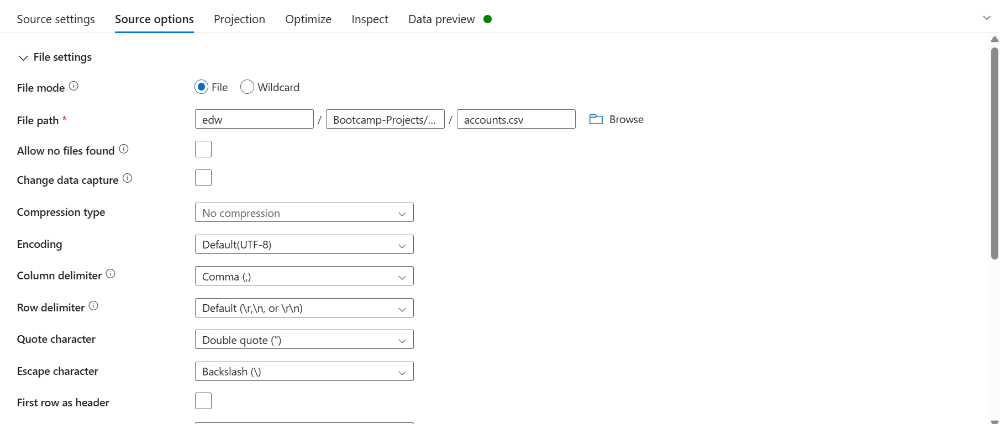 Source settings Source options Projection Optimize Inspect Data preview
File settings
File mode File Wildcard
File path * edw / Bootcamp-Projects/... / accounts.csv Browse
Allow no files found
Change data capture
Compression type No compression
Encoding Default(UTF-8)
Column delimiter Comma (,)
Row delimiter Default (\r,\n, or \r\n)
Quote character Double quote (")
Escape character Backslash (\)
First row as header